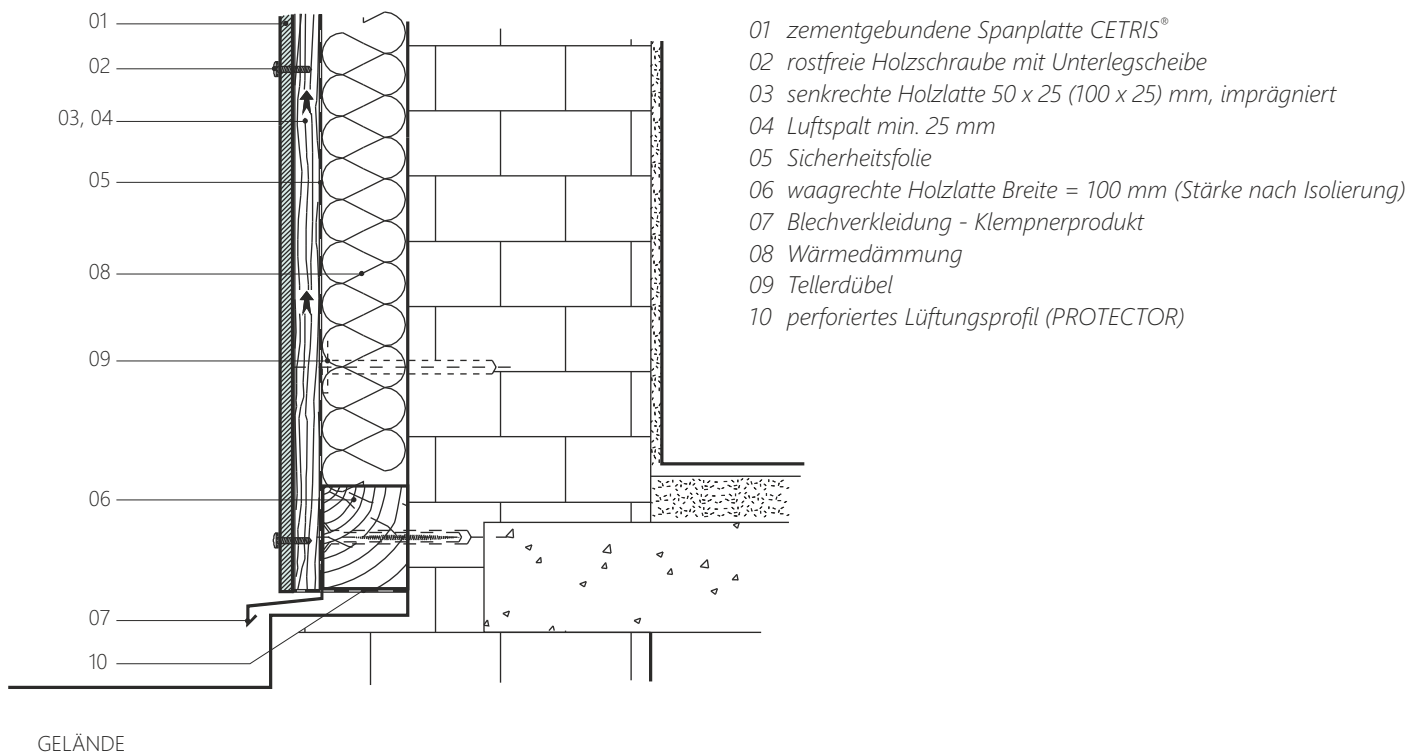 01
02
03, 04
05
08
09
06
07
10
GELÄNDE
01 zementgebundene Spanplatte CETRIS®
02 rostfreie Holzschraube mit Unterlegscheibe
03 senkrechte Holzlatte 50 x 25 (100 x 25) mm, imprägniert
04 Luftspalt min. 25 mm
05 Sicherheitsfolie
06 waagrechte Holzlatte Breite = 100 mm (Stärke nach Isolierung)
07 Blechverkleidung - Klempnerprodukt
08 Wärmedämmung
09 Tellerdübel
10 perforiertes Lüftungsprofil (PROTECTOR)